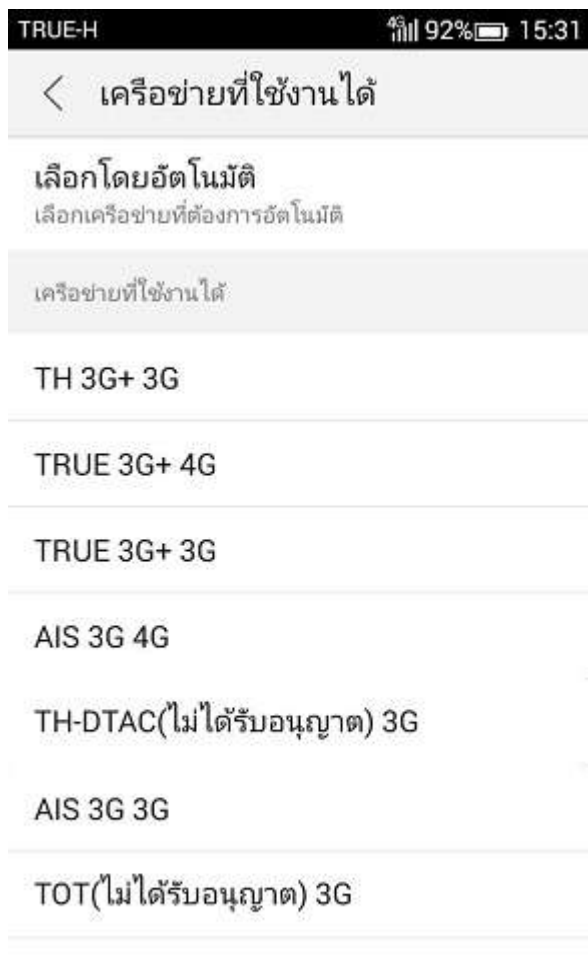 TRUE-H 4G 92% 15:31
เครือข่ายที่ใช้งานได้
เลือกโดยอัตโนมัติ
เลือกเครือข่ายที่ต้องการอัตโนมัติ
เครือข่ายที่ใช้งานได้
TH 3G+ 3G
TRUE 3G+ 4G
TRUE 3G+ 3G
AIS 3G 4G
TH-DTAC(ไม่ได้รับอนุญาต) 3G
AIS 3G 3G
TOT(ไม่ได้รับอนุญาต) 3G